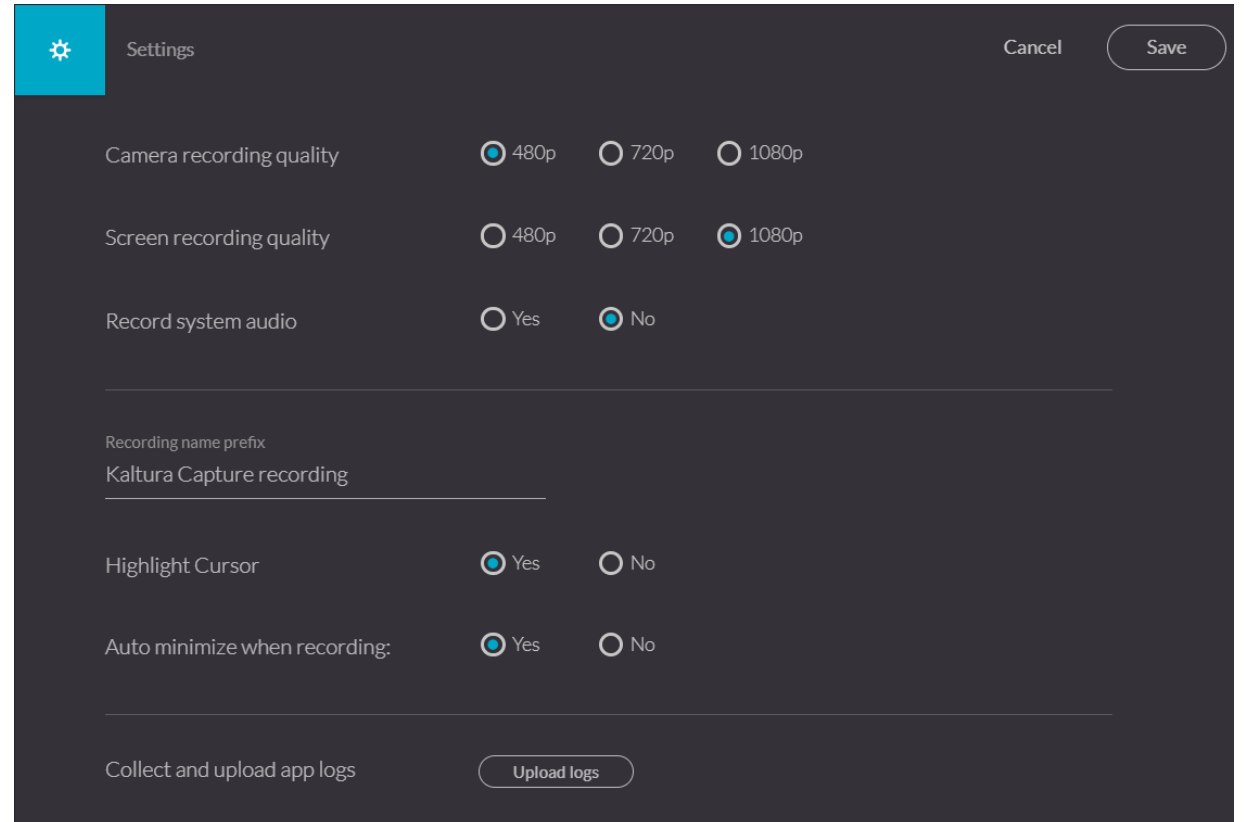 Settings Cancel Save
Camera recording quality 480p 720p 1080p
Screen recording quality 480p 720p 1080p
Record system audio Yes No
Recording name prefix
Kaltura Capture recording
Highlight Cursor Yes No
Auto minimize when recording: Yes No
Collect and upload app logs Upload logs